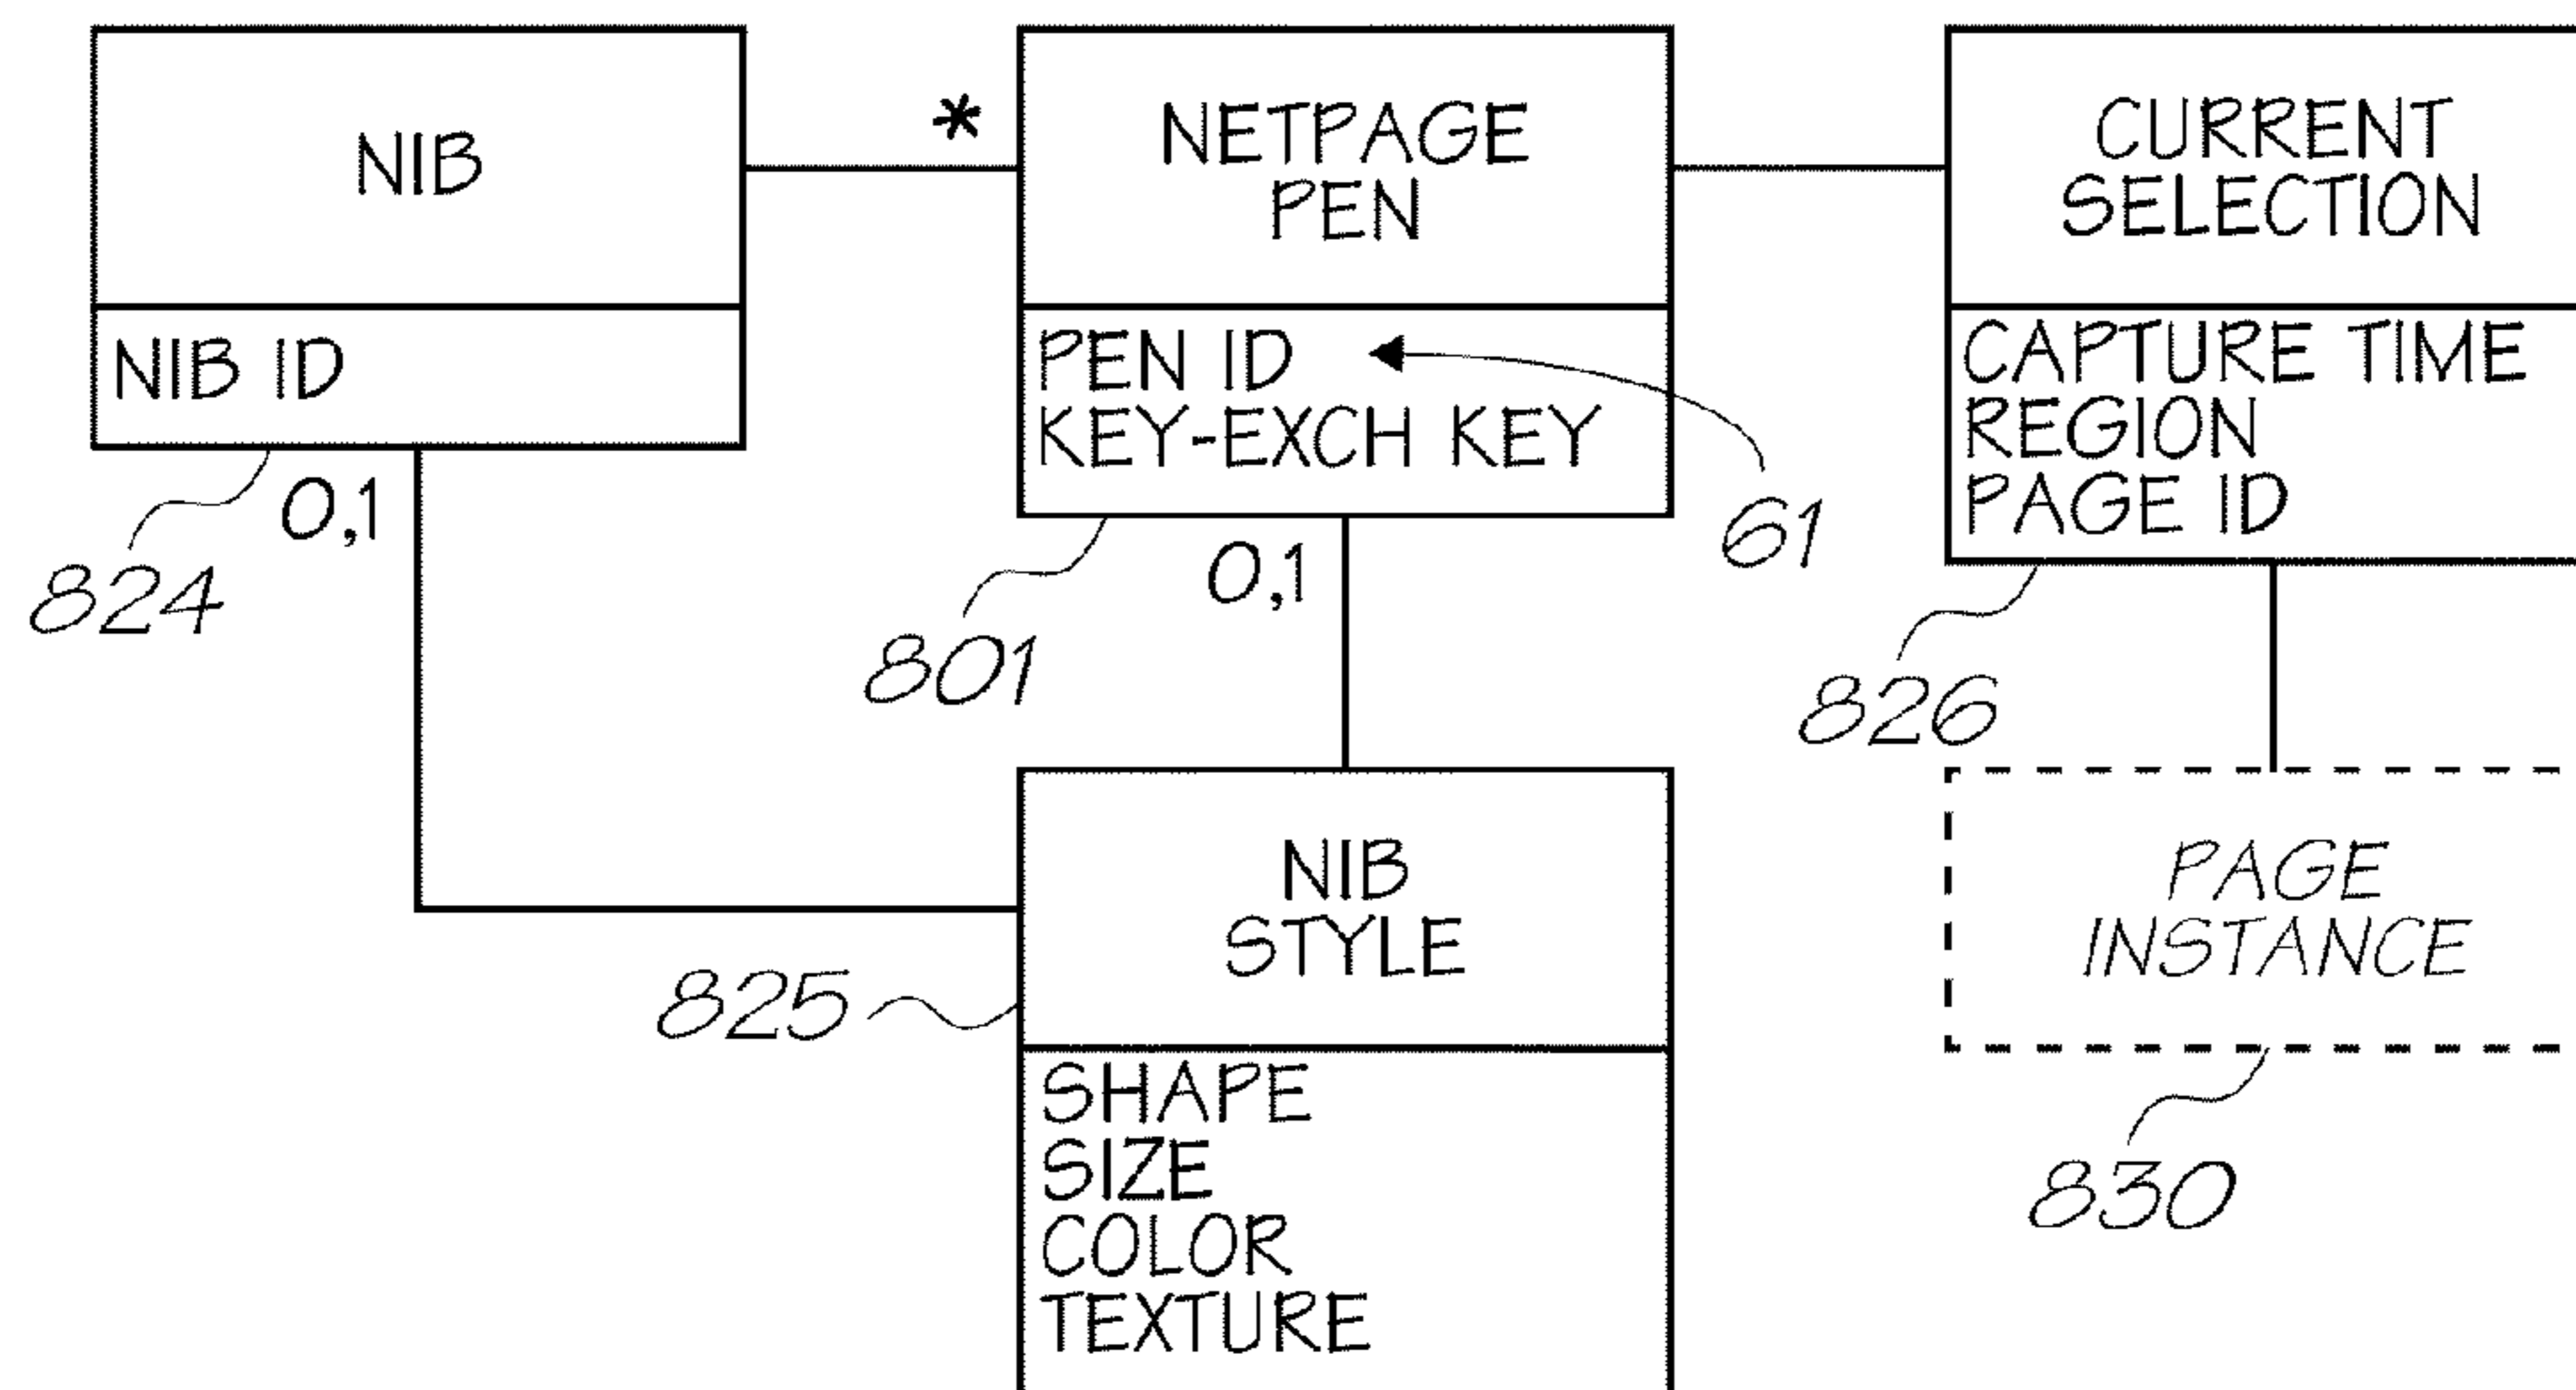 NIB
NIB ID
824
0,1
*
NETPAGE
PEN
PEN ID
KEY-EXCH KEY
61
801
0,1
CURRENT
SELECTION
CAPTURE TIME
REGION
PAGE ID
826
NIB
STYLE
825
SHAPE
SIZE
COLOR
TEXTURE
PAGE
INSTANCE
830